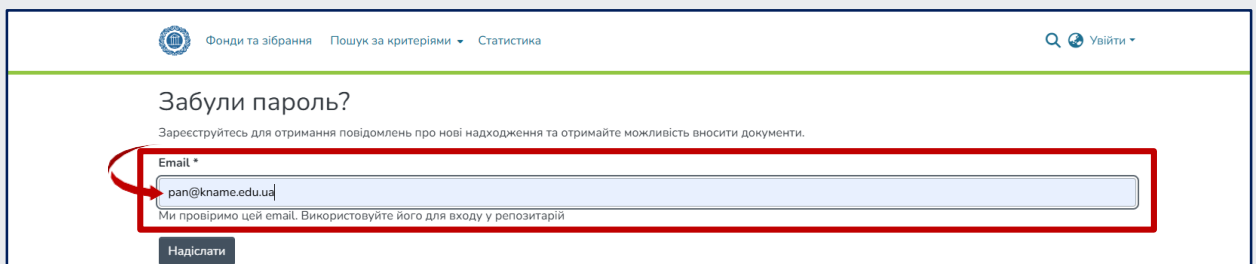 Фонди та зібрання Пошук за критеріями Статистика Увійти
Забули пароль?
Зареєструйтесь для отримання повідомлень про нові надходження та отримайте можливість вносити документи.
Email *
pan@kname.edu.ua
Ми провіримо цей email. Використовуйте його для входу у репозитарій
Надіслати